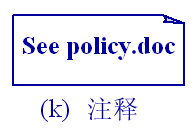 See policy.doc
(k) 注释